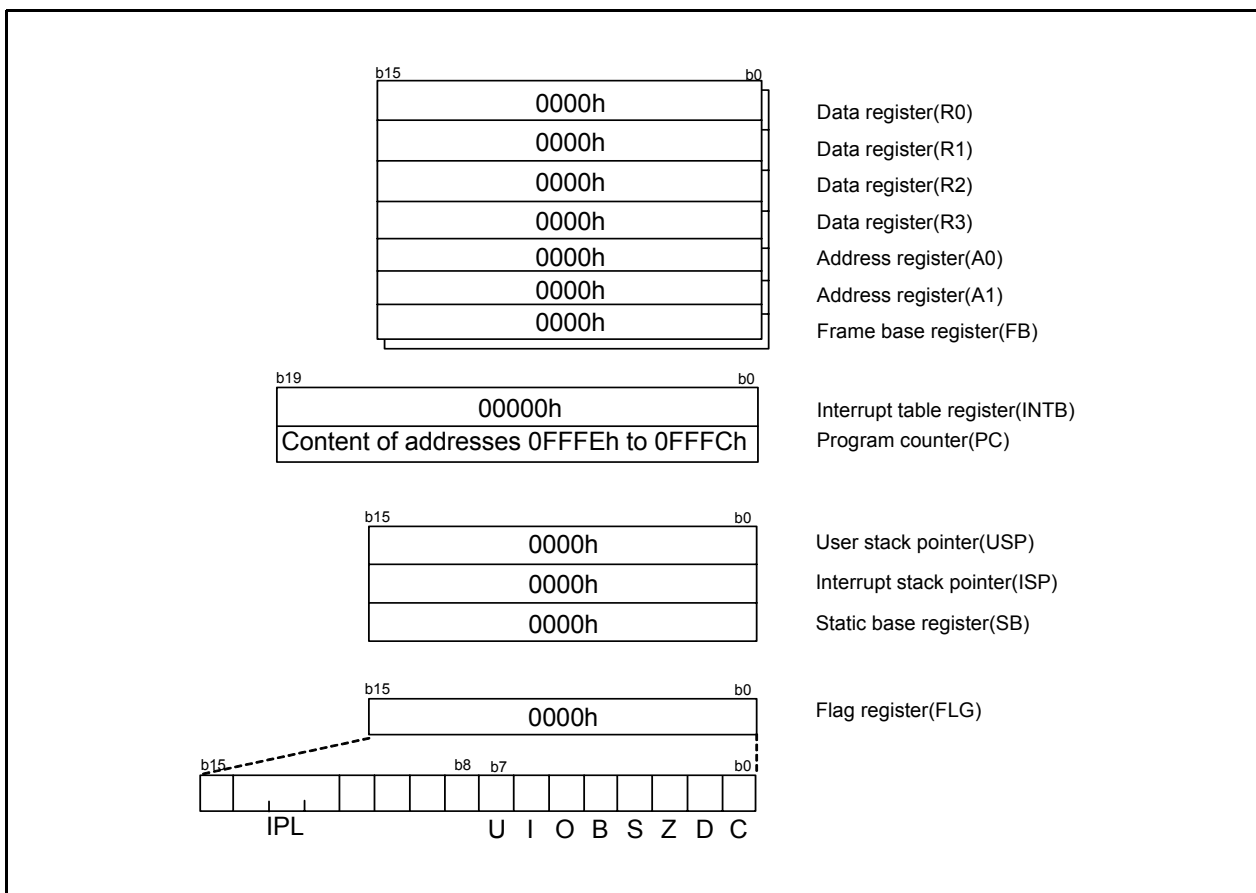 b15 b0
0000h Data register(R0)
0000h Data register(R1)
0000h Data register(R2)
0000h Data register(R3)
0000h Address register(A0)
0000h Address register(A1)
0000h Frame base register(FB)
b19 b0
00000h Interrupt table register(INTB)
Content of addresses 0FFFEh to 0FFFCh Program counter(PC)
b15 b0
0000h User stack pointer(USP)
0000h Interrupt stack pointer(ISP)
0000h Static base register(SB)
b15 b0
0000h Flag register(FLG)
b15 b8 b7 b0
IPL U I O B S Z D C